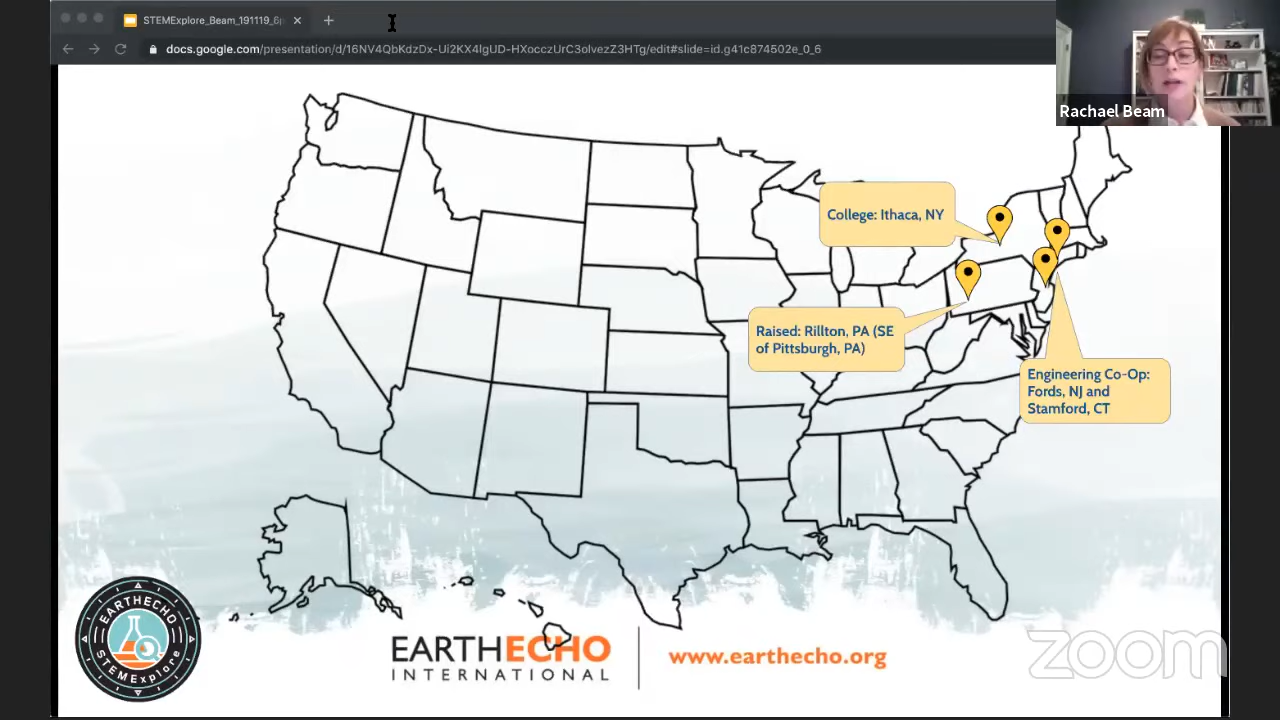 STEMExplore_Beam_191119_6p
docs.google.com/presentation/d/16NV4QbKdzDx-Ui2KX4lgUD-HXocczUrC3olvezZ3HTg/edit#slide=id.g41c874502e_0_6
Rachael Beam
College: Ithaca, NY
Raised: Rillton, PA (SE
of Pittsburgh, PA)
Engineering Co-Op:
Fords, NJ and
Stamford, CT
EARTHECHO
STEMExplore
EARTHECHO
INTERNATIONAL
www.earthecho.org
zoom